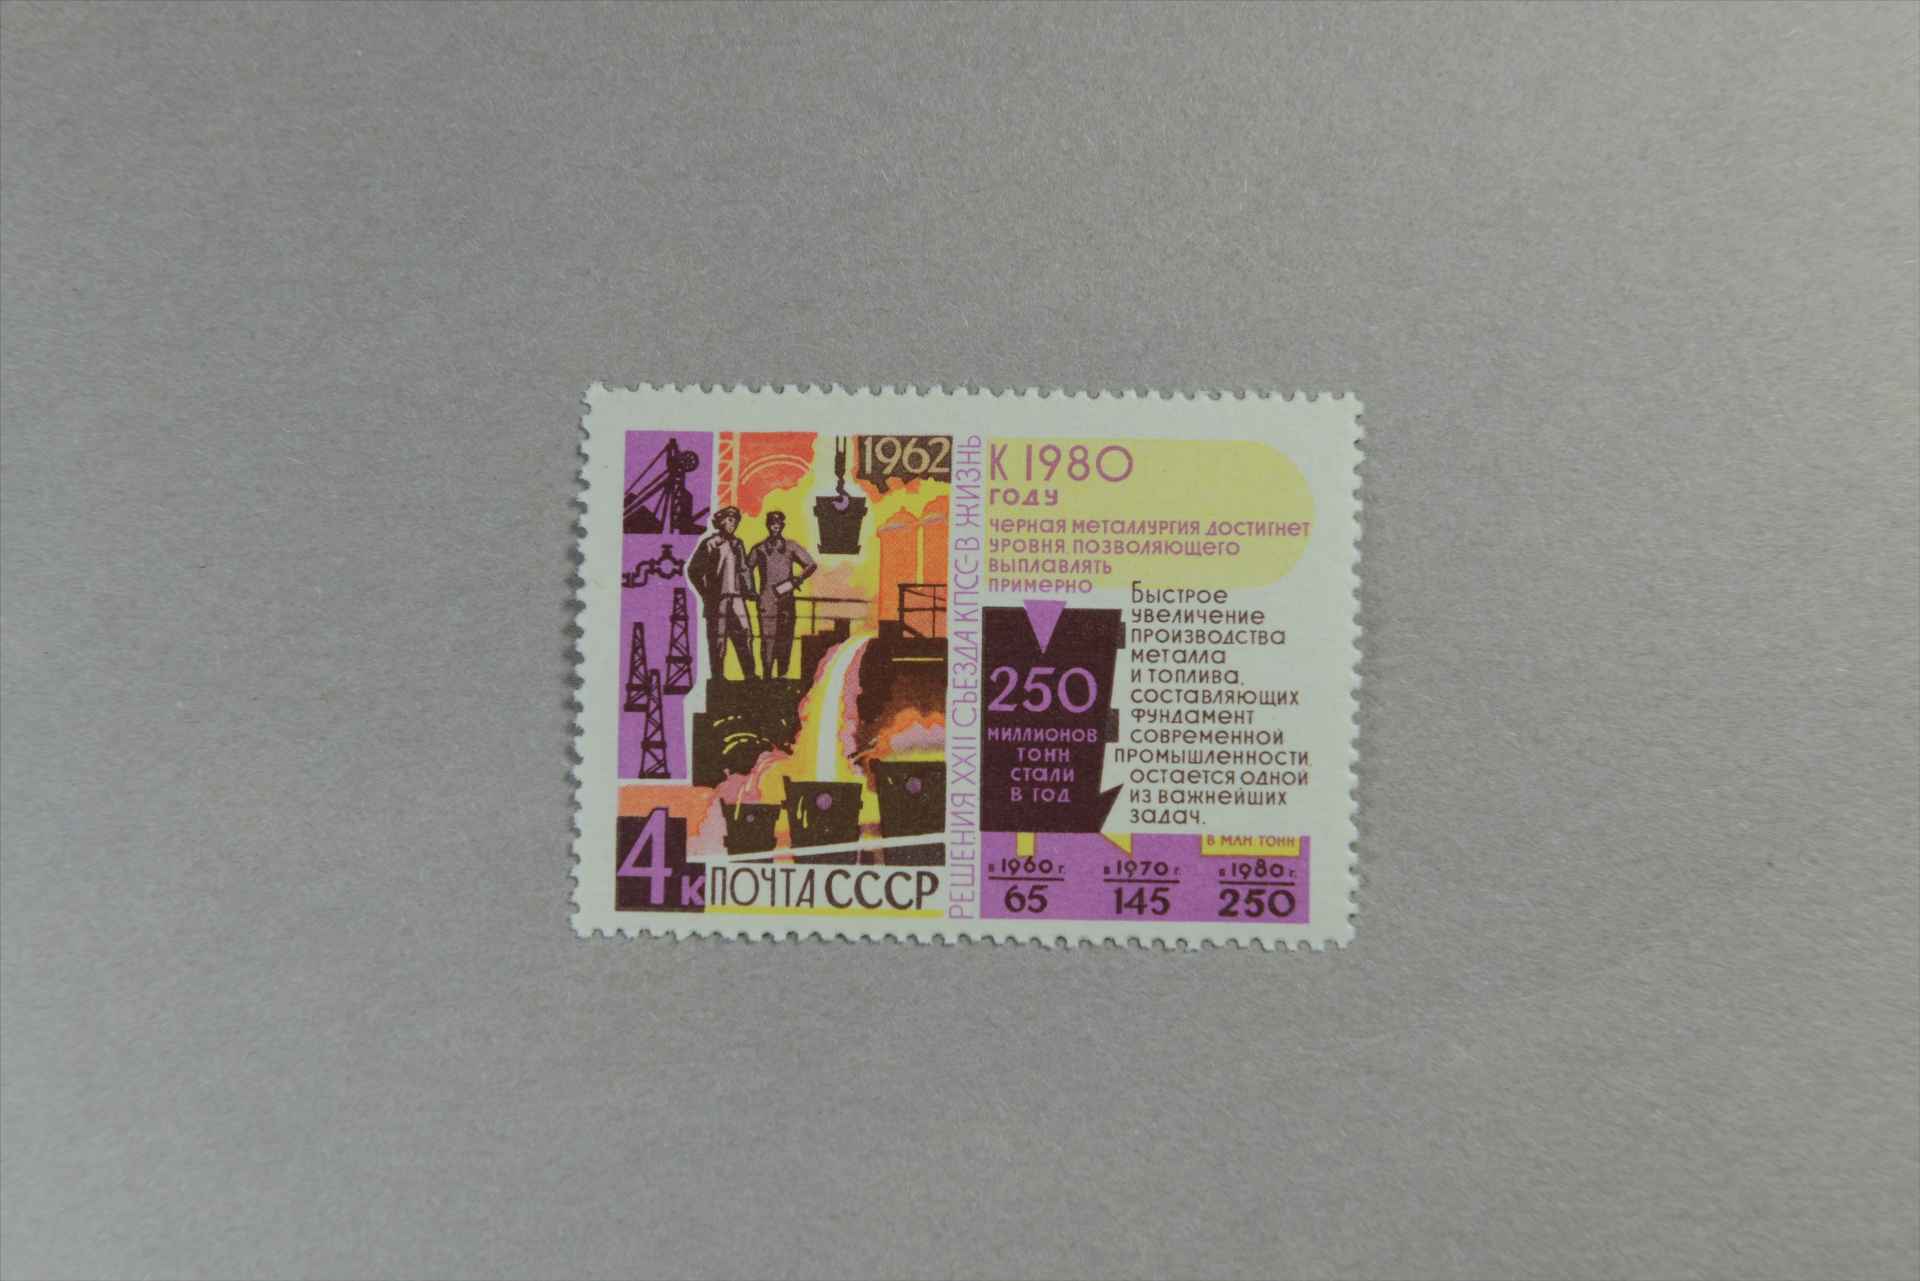 1962
4к
ПОЧТА СССР
РЕШЕНИЯ XXII СЪЕЗДА КПСС-В ЖИЗНЬ
К 1980
ГОДУ
ЧЕРНАЯ МЕТАЛЛУРГИЯ ДОСТИГНЕТ
УРОВНЯ, ПОЗВОЛЯЮЩЕГО
ВЫПЛАВЛЯТЬ
ПРИМЕРНО
250
МИЛЛИОНОВ
ТОНН
СТАЛИ
В ГОД
БЫСТРОЕ
УВЕЛИЧЕНИЕ
ПРОИЗВОДСТВА
МЕТАЛЛА
И ТОПЛИВА,
СОСТАВЛЯЮЩИХ
ФУНДАМЕНТ
СОВРЕМЕННОЙ
ПРОМЫШЛЕННОСТИ,
ОСТАЕТСЯ ОДНОЙ
ИЗ ВАЖНЕЙШИХ
ЗАДАЧ.
В МЛН. ТОНН
в 1960 г. в 1970 г. в 1980 г.
65 145 250